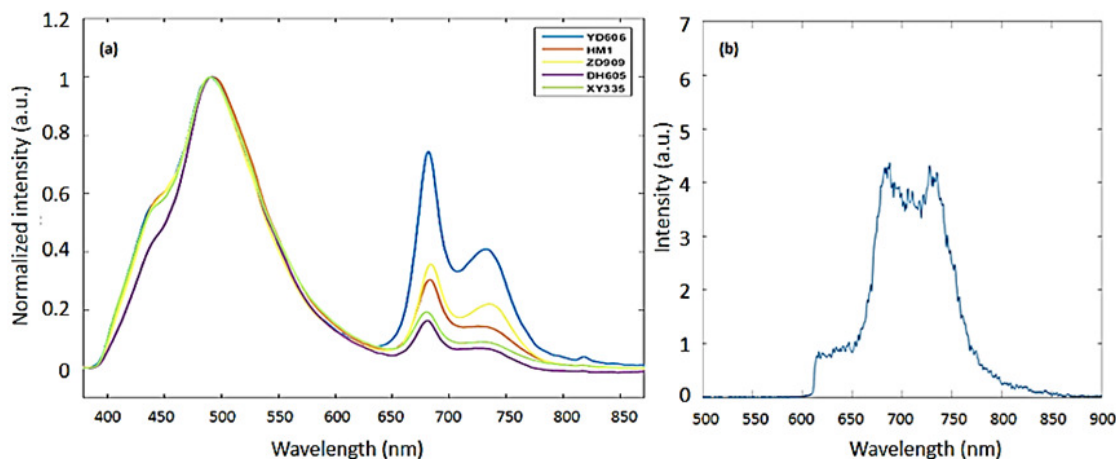 (a)
YD606
HM1
ZD909
DH605
XY335
Normalized intensity (a.u.)
1.2
1
0.8
0.6
0.4
0.2
0
400 450 500 550 600 650 700 750 800 850
Wavelength (nm)
(b)
Intensity (a.u.)
7
6
5
4
3
2
1
0
500 550 600 650 700 750 800 850 900
Wavelength (nm)